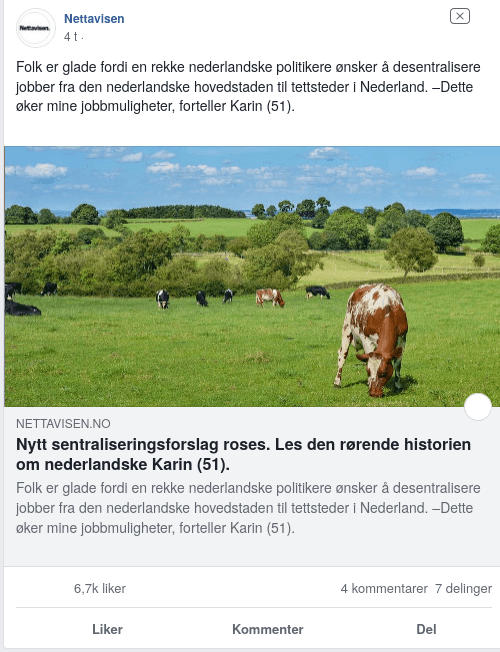 Nettavisen.
Nettavisen
4 t ·
Folk er glade fordi en rekke nederlandske politikere ønsker å desentralisere
jobber fra den nederlandske hovedstaden til tettsteder i Nederland. –Dette
øker mine jobbmuligheter, forteller Karin (51).
NETTAVISEN.NO
Nytt sentraliseringsforslag roses. Les den rørende historien
om nederlandske Karin (51).
Folk er glade fordi en rekke nederlandske politikere ønsker å desentralisere
jobber fra den nederlandske hovedstaden til tettsteder i Nederland. –Dette
øker mine jobbmuligheter, forteller Karin (51).
6,7k liker 4 kommentarer 7 delinger
Liker Kommenter Del